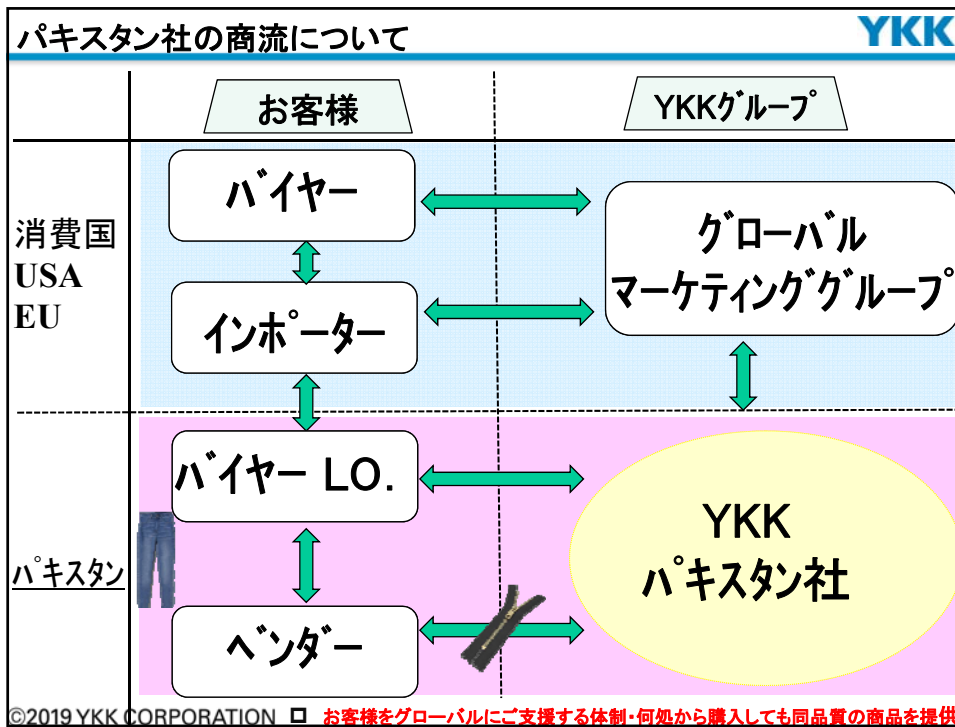 パキスタン社の商流について
YKK
お客様
YKKグループ
消費国
USA
EU
バイヤー
インポーター
グローバル
マーケティンググループ
パキスタン
バイヤー LO.
ベンダー
YKK
パキスタン社
©2019 YKK CORPORATION □ お客様をグローバルにご支援する体制・何処から購入しても同品質の商品を提供